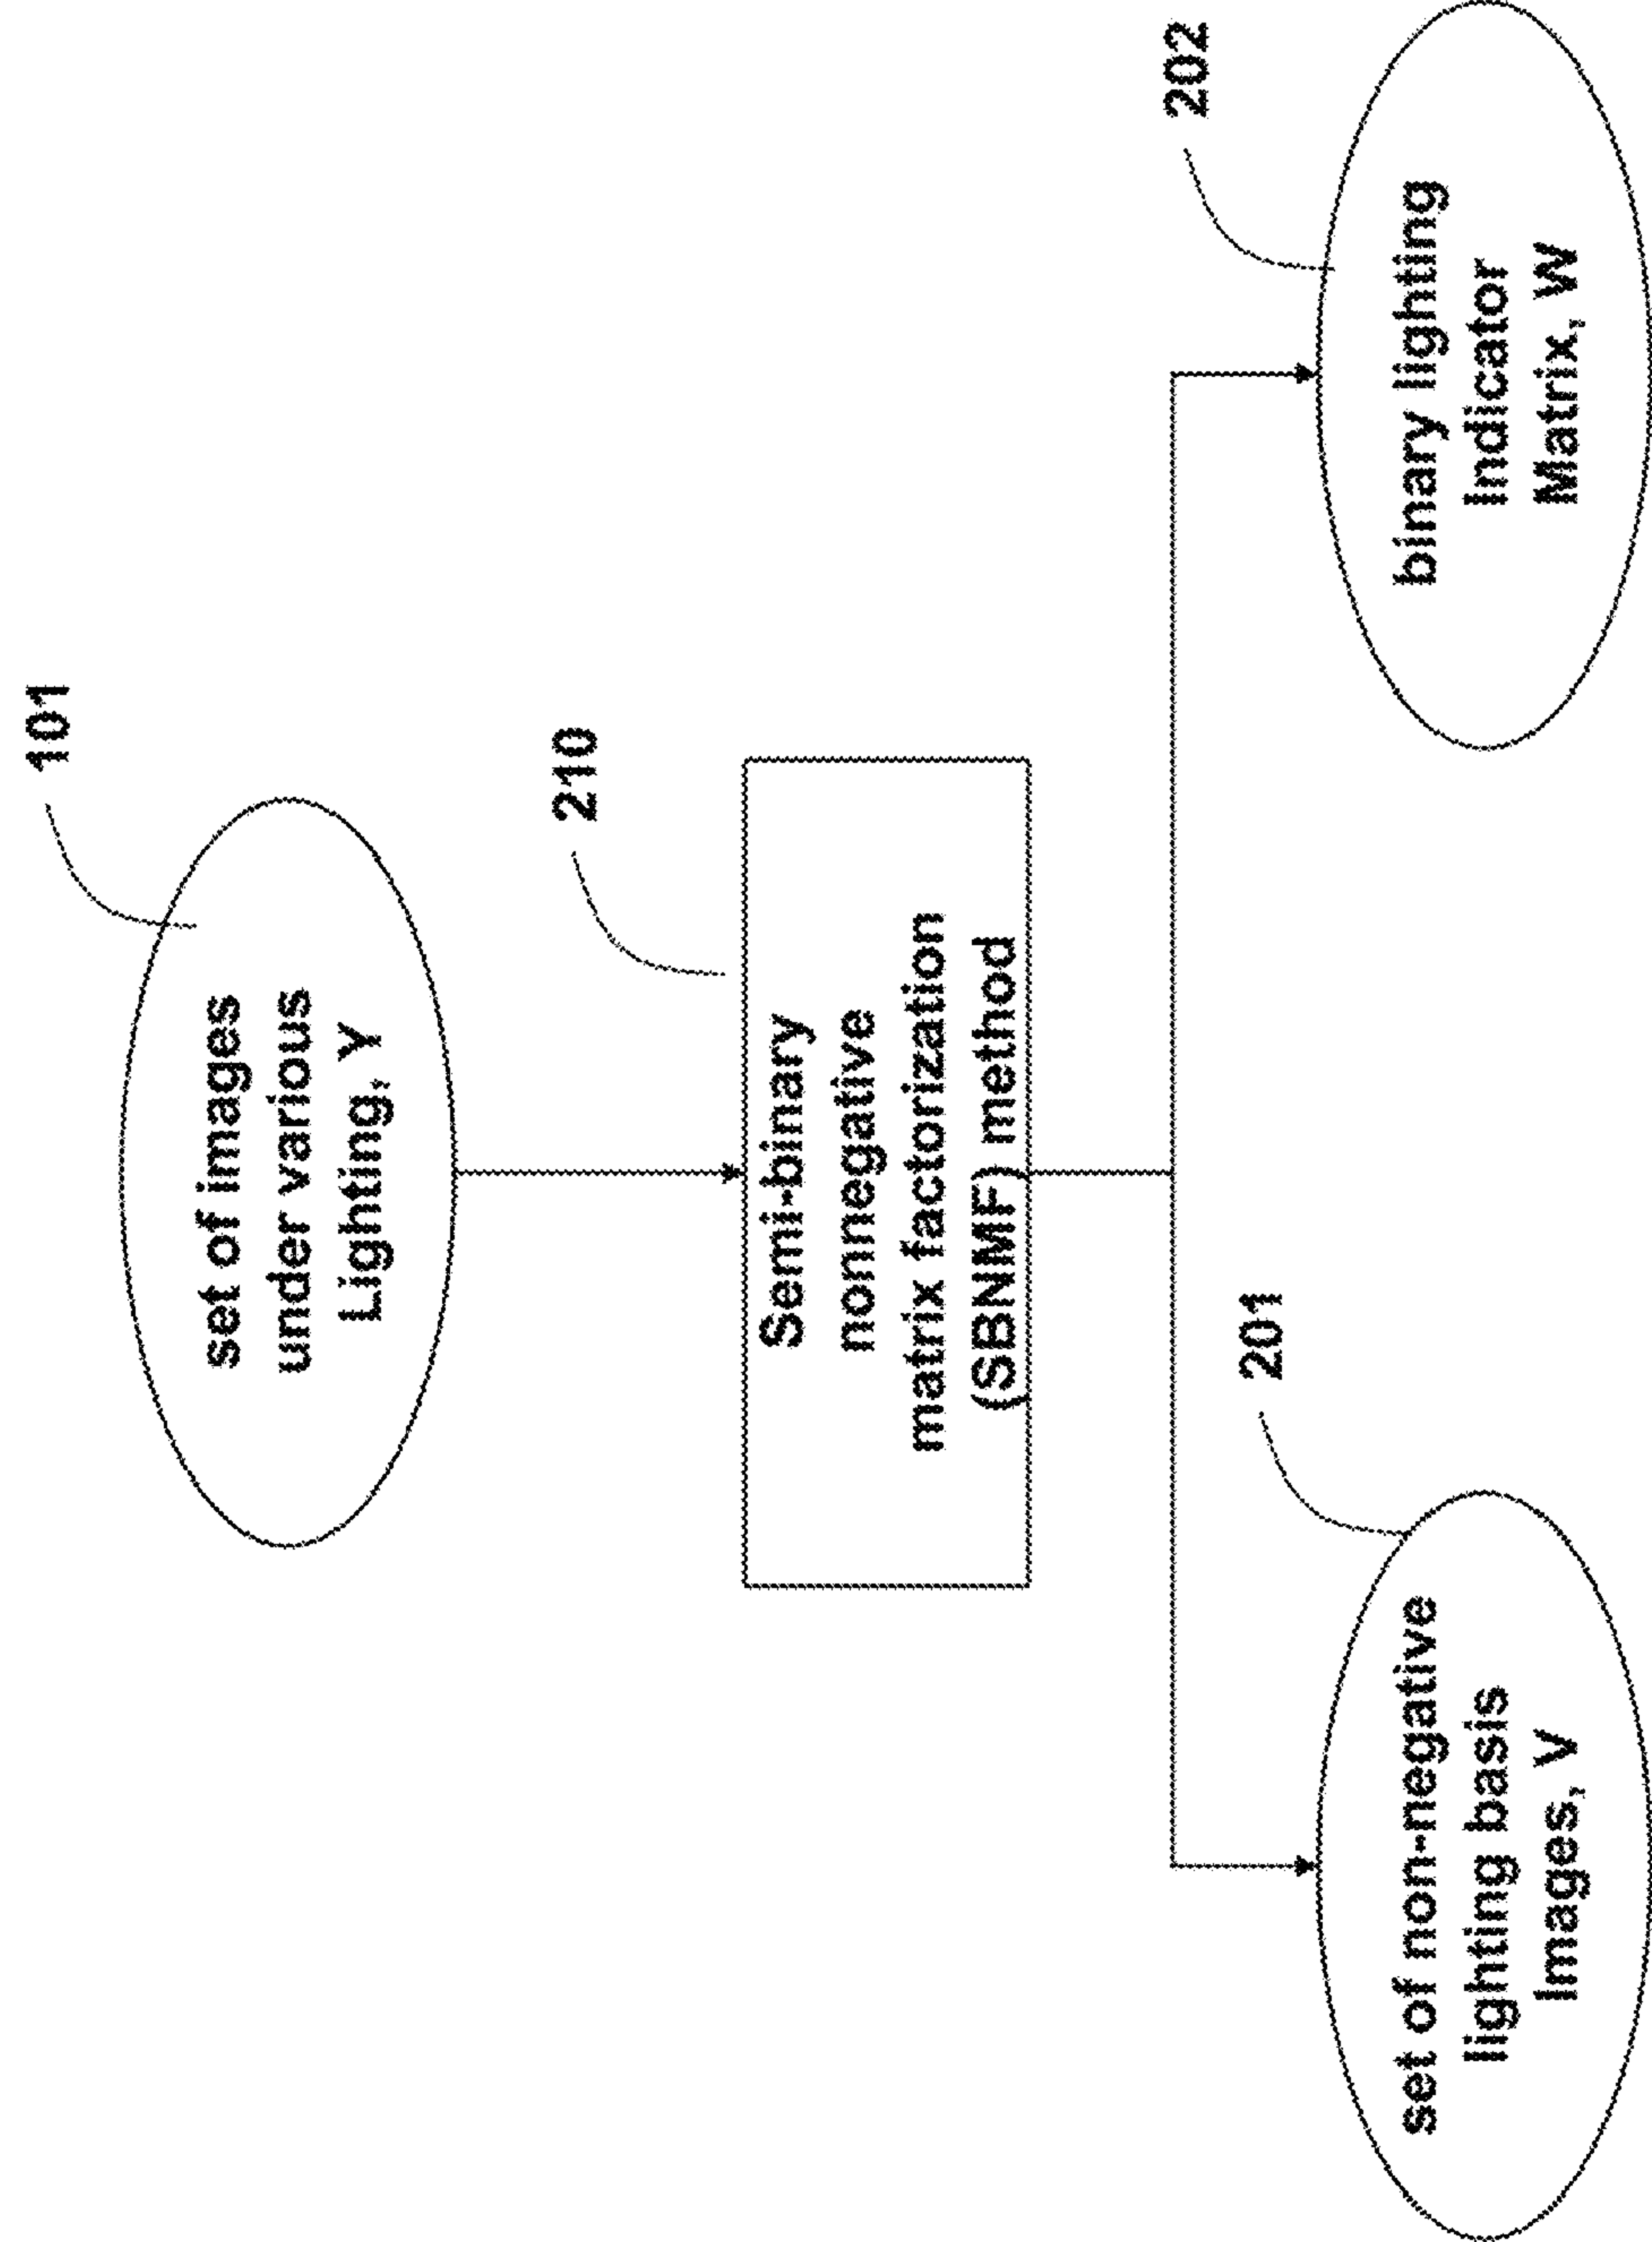 101
set of images
under various
Lighting, Y
210
Semi-binary
nonnegative
matrix factorization
(SBNMF) method
201
set of non-negative
lighting basis
Images, V
202
binary lighting
Indicator
Matrix, W